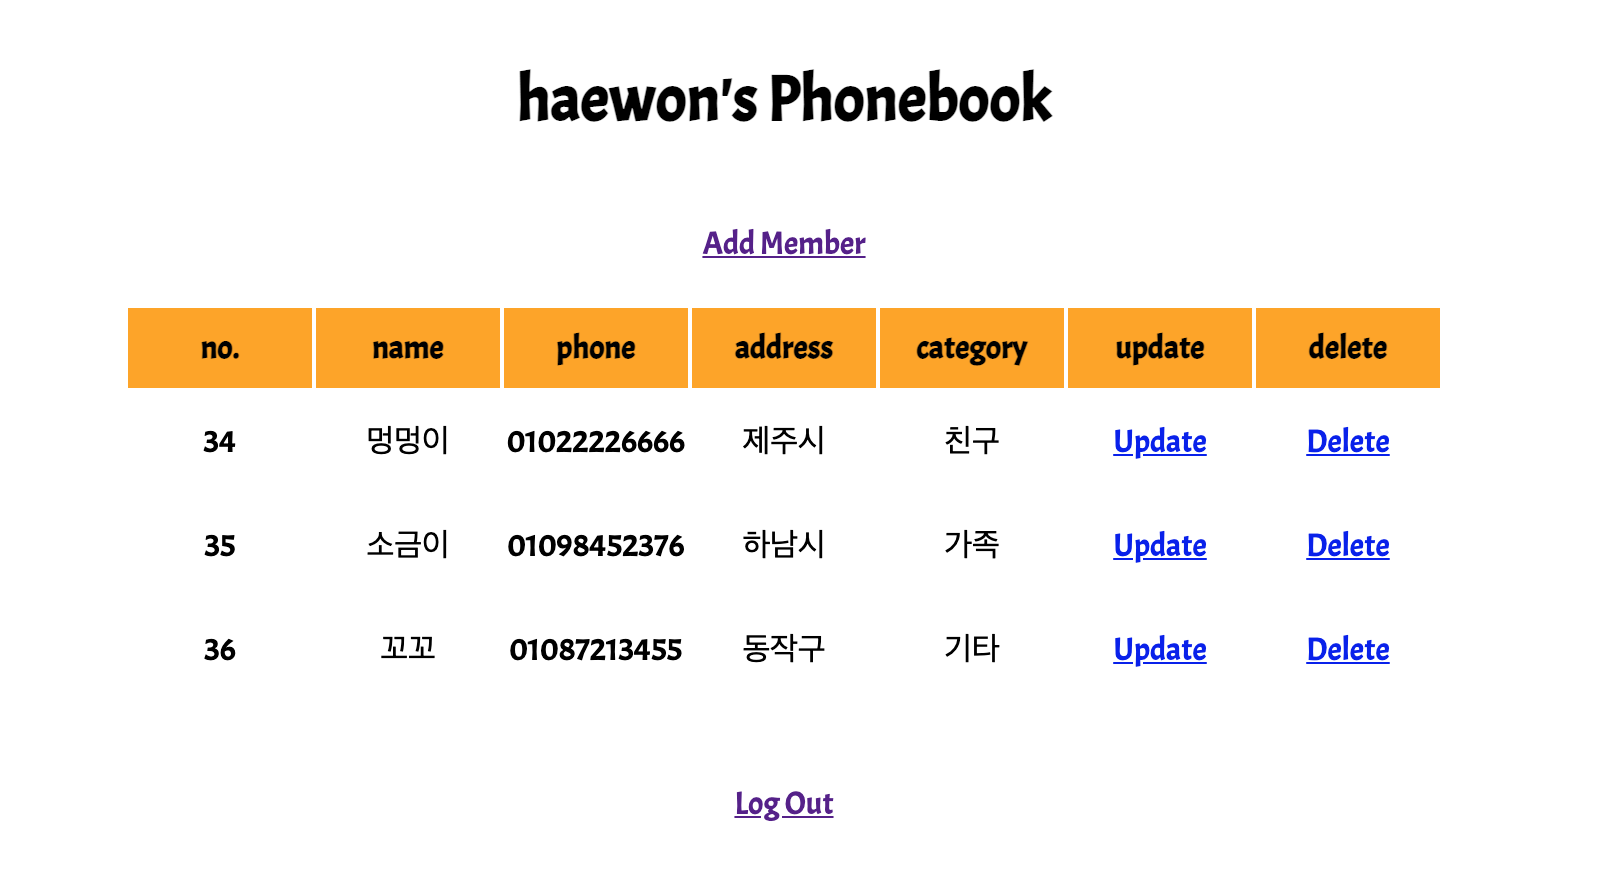 haewon's Phonebook
Add Member
no. name phone address category update delete
34 멍멍이 01022226666 제주시 친구 Update Delete
35 소금이 01098452376 하남시 가족 Update Delete
36 꼬꼬 01087213455 동작구 기타 Update Delete
Log Out